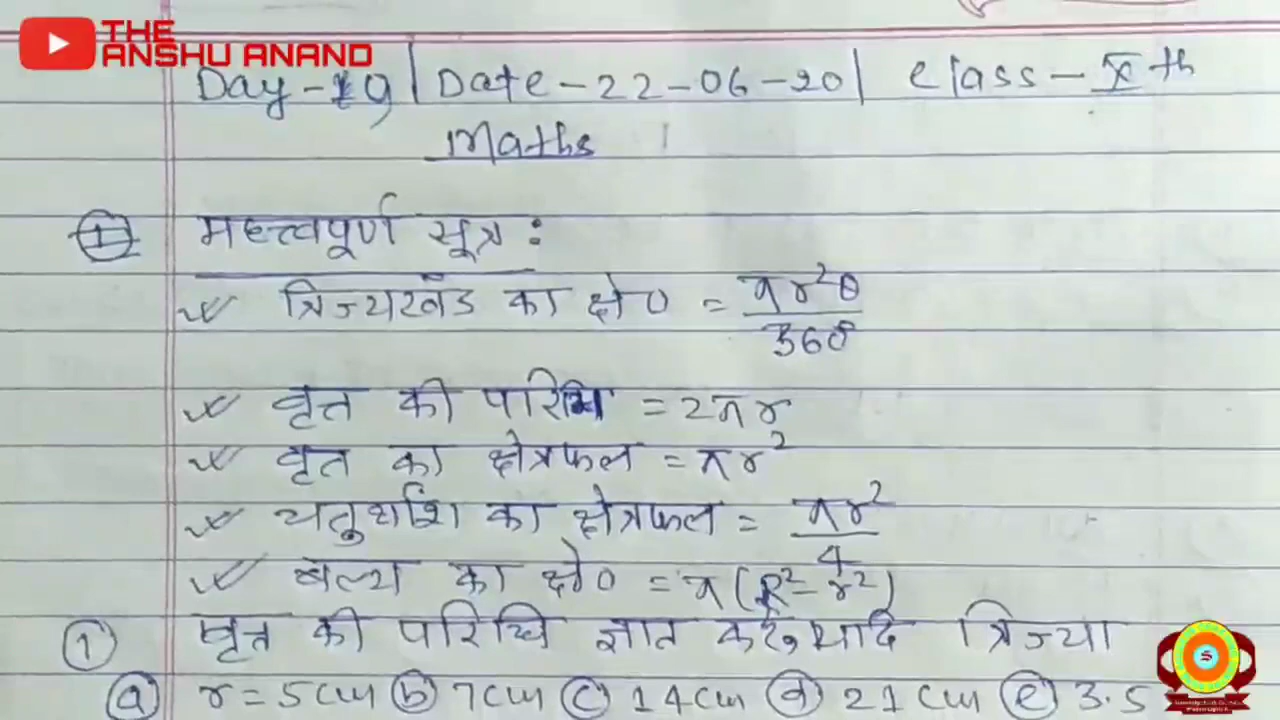 THE
ANSHU ANAND
Day-19 | Date-22-06-20 | Class-Xth
Maths
① महत्त्वपूर्ण सूत्र :
त्रिज्यखंड का क्षे० = πr²θ / 360°
वृत्त की परिधि = 2πr
वृत का क्षेत्रफल = πr²
चतुर्थांश का क्षेत्रफल = πr² / 4
वलय का क्षे० = π(R²-r²)
① वृत्त की परिधि ज्ञात करें, यदि त्रिज्या
ⓐ r=5cm ⓑ 7cm ⓒ 14cm ⓓ 21cm ⓔ 3.5